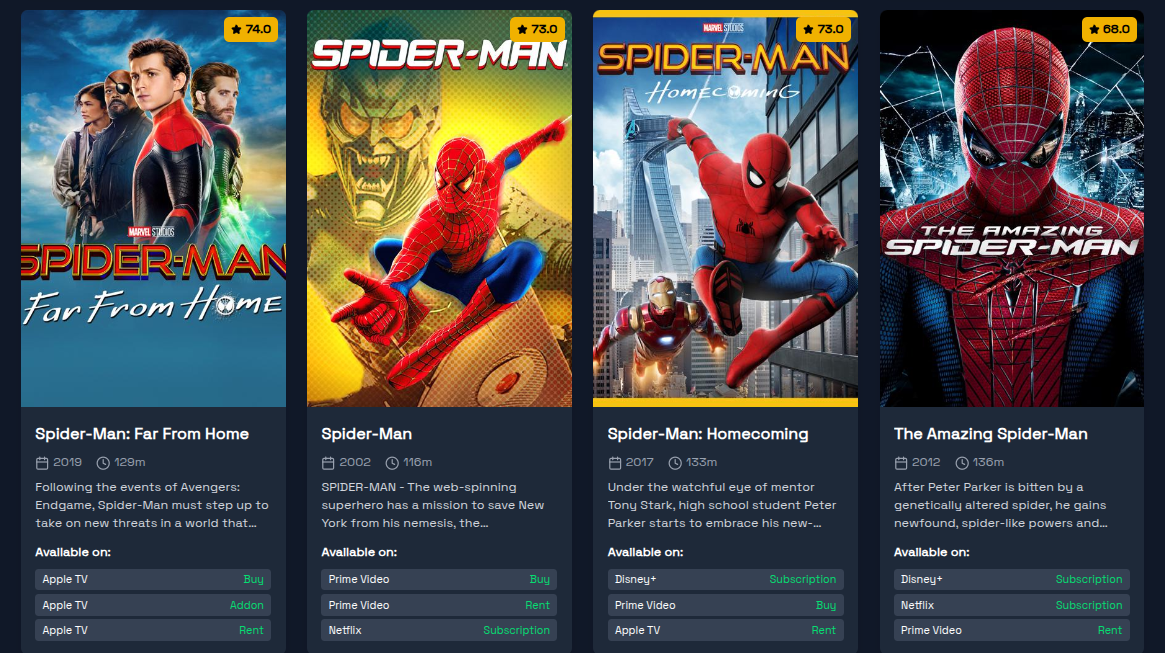 74.0
MARVEL STUDIOS
SPIDER-MAN
Far From Home
Spider-Man: Far From Home
2019 129m
Following the events of Avengers:
Endgame, Spider-Man must step up to
take on new threats in a world that...
Available on:
Apple TV Buy
Apple TV Addon
Apple TV Rent
73.0
SPIDER-MAN
Spider-Man
2002 116m
SPIDER-MAN - The web-spinning
superhero has a mission to save New
York from his nemesis, the...
Available on:
Prime Video Buy
Prime Video Rent
Netflix Subscription
73.0
MARVEL STUDIOS
SPIDER-MAN
HOMECOMING
Spider-Man: Homecoming
2017 133m
Under the watchful eye of mentor
Tony Stark, high school student Peter
Parker starts to embrace his new-...
Available on:
Disney+ Subscription
Prime Video Buy
Apple TV Rent
68.0
THE AMAZING
SPIDER-MAN
The Amazing Spider-Man
2012 136m
After Peter Parker is bitten by a
genetically altered spider, he gains
newfound, spider-like powers and...
Available on:
Disney+ Subscription
Netflix Subscription
Prime Video Rent